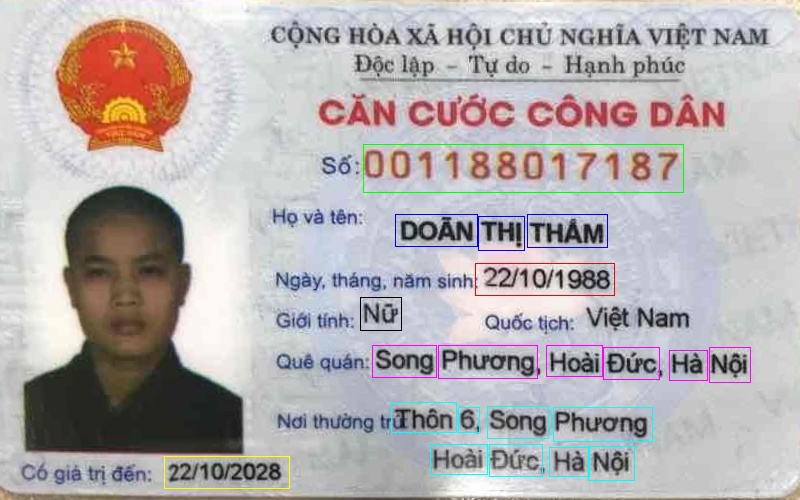 CỘNG HÒA XÃ HỘI CHỦ NGHĨA VIỆT NAM
Độc lập - Tự do - Hạnh phúc
CĂN CƯỚC CÔNG DÂN
Số: 001188017187
Họ và tên: DOÃN THỊ THẮM
Ngày, tháng, năm sinh: 22/10/1988
Giới tính: Nữ Quốc tịch: Việt Nam
Quê quán: Song Phương, Hoài Đức, Hà Nội
Nơi thường trú: Thôn 6, Song Phương
Hoài Đức, Hà Nội
Có giá trị đến: 22/10/2028